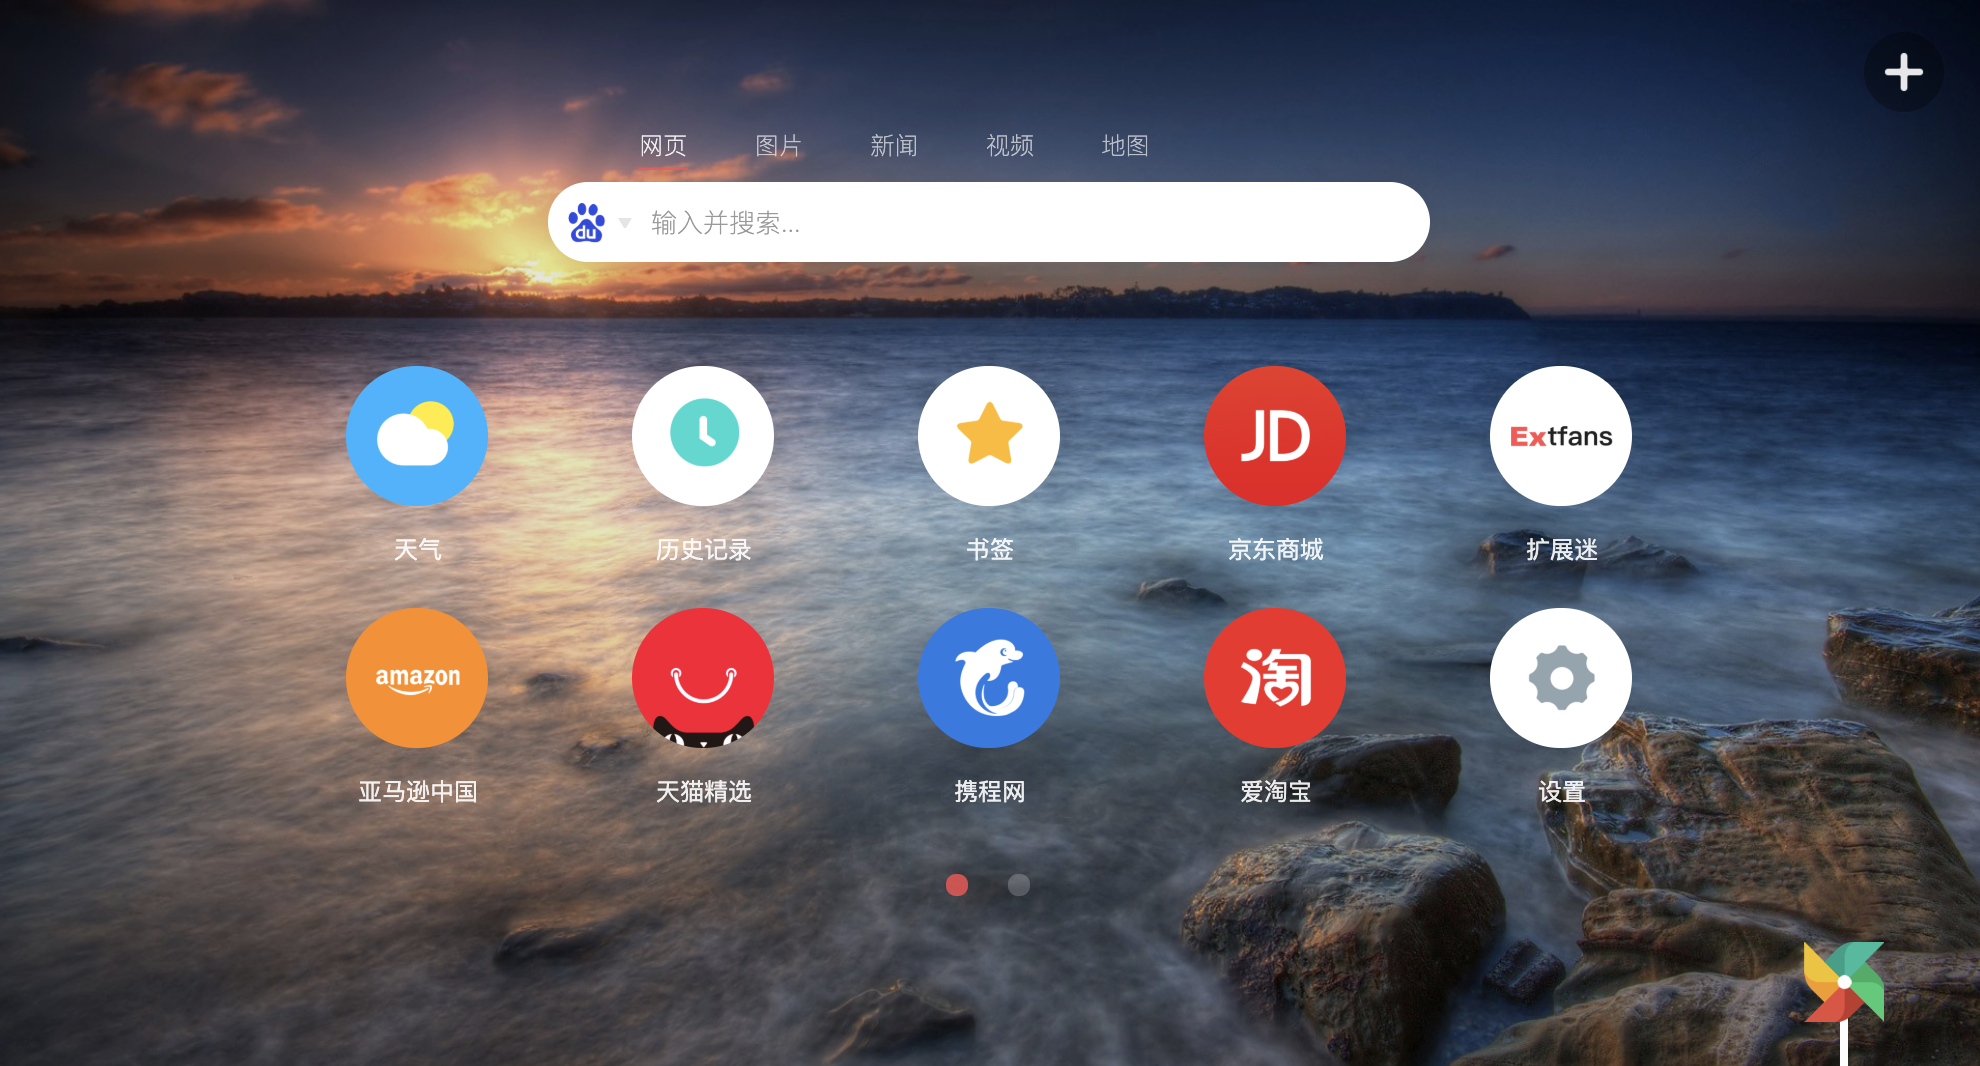 网页 图片 新闻 视频 地图
du 输入并搜索...
JD Extfans
天气 历史记录 书签 京东商城 扩展迷
amazon 淘
亚马逊中国 天猫精选 携程网 爱淘宝 设置